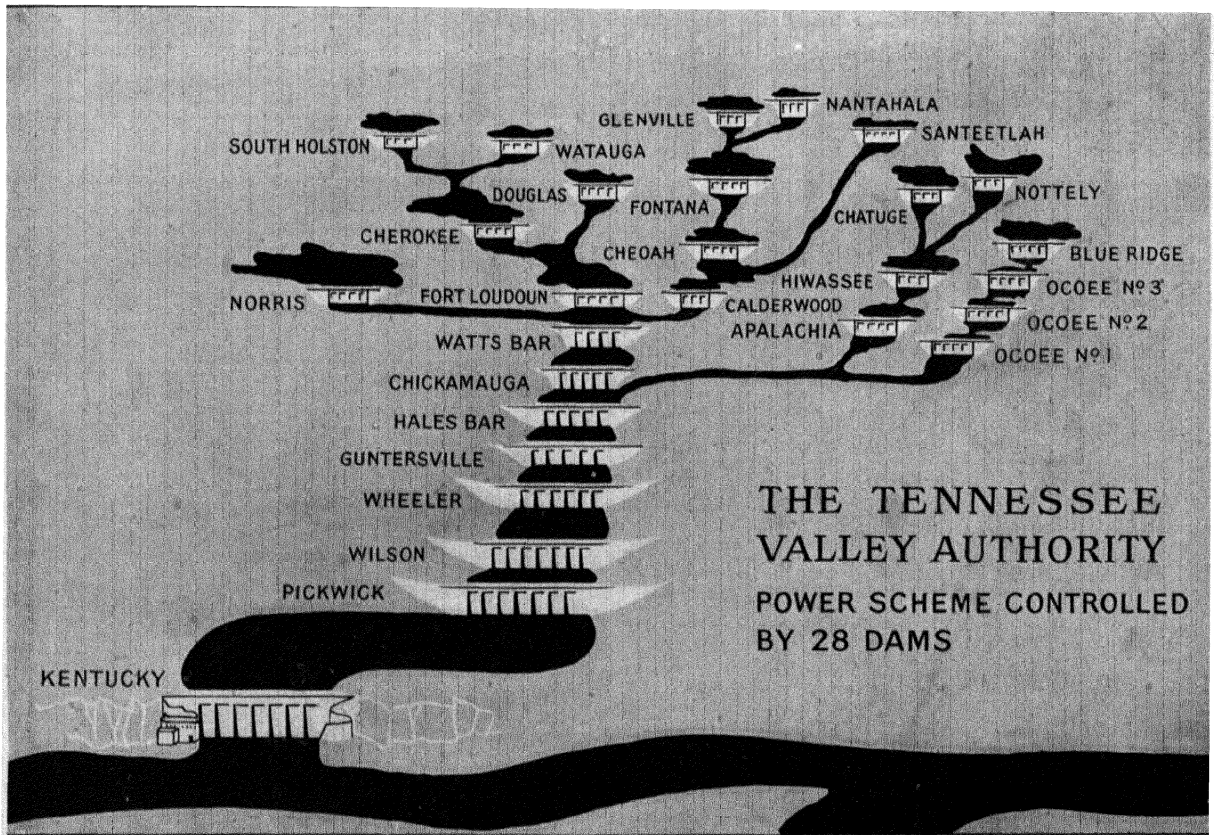 GLENVILLE
NANTAHALA
SOUTH HOLSTON
WATAUGA
SANTEETLAH
DOUGLAS
FONTANA
CHATUGE
NOTTELY
CHEROKEE
CHEOAH
HIWASSEE
BLUE RIDGE
NORRIS
FORT LOUDOUN
CALDERWOOD
OCOEE Nº 3
WATTS BAR
APALACHIA
OCOEE Nº 2
CHICKAMAUGA
OCOEE Nº 1
HALES BAR
GUNTERSVILLE
WHEELER
WILSON
PICKWICK
KENTUCKY
THE TENNESSEE
VALLEY AUTHORITY
POWER SCHEME CONTROLLED
BY 28 DAMS